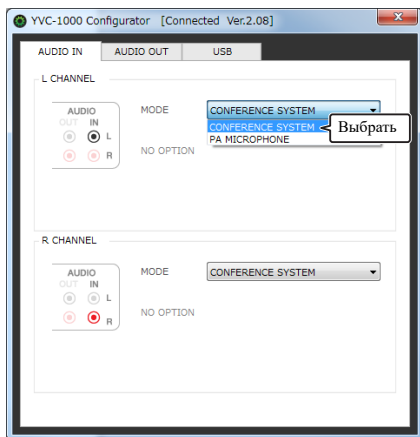 YVC-1000 Configurator [Connected Ver.2.08]
x
AUDIO IN AUDIO OUT USB
L CHANNEL
AUDIO
OUT IN
L
R
MODE CONFERENCE SYSTEM
CONFERENCE SYSTEM
PA MICROPHONE
Выбрать
NO OPTION
R CHANNEL
AUDIO
OUT IN
L
R
MODE CONFERENCE SYSTEM
NO OPTION